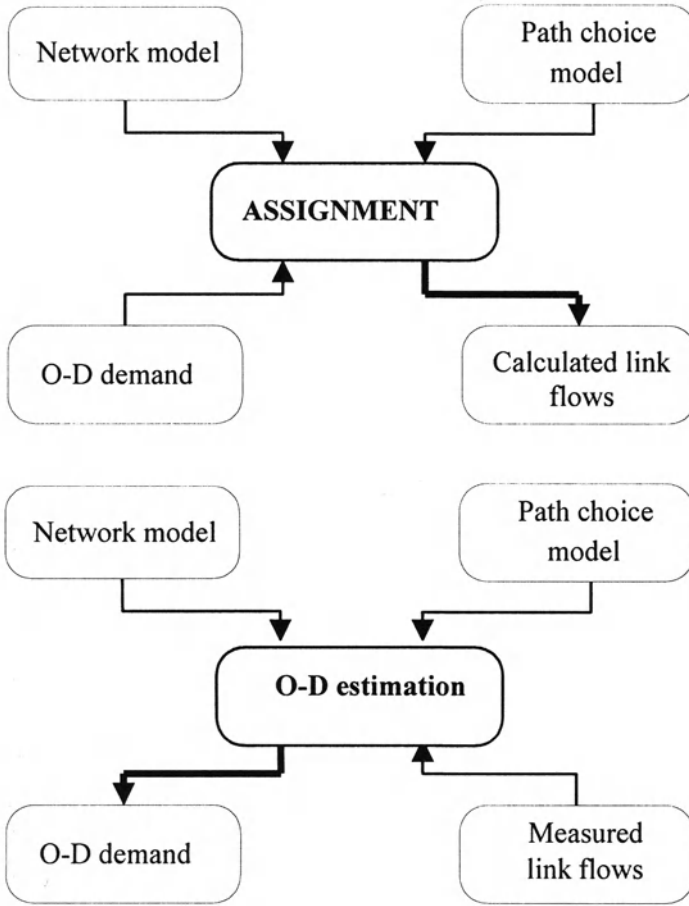 Network model
Path choice
model
ASSIGNMENT
O-D demand
Calculated link
flows
Network model
Path choice
model
O-D estimation
O-D demand
Measured
link flows